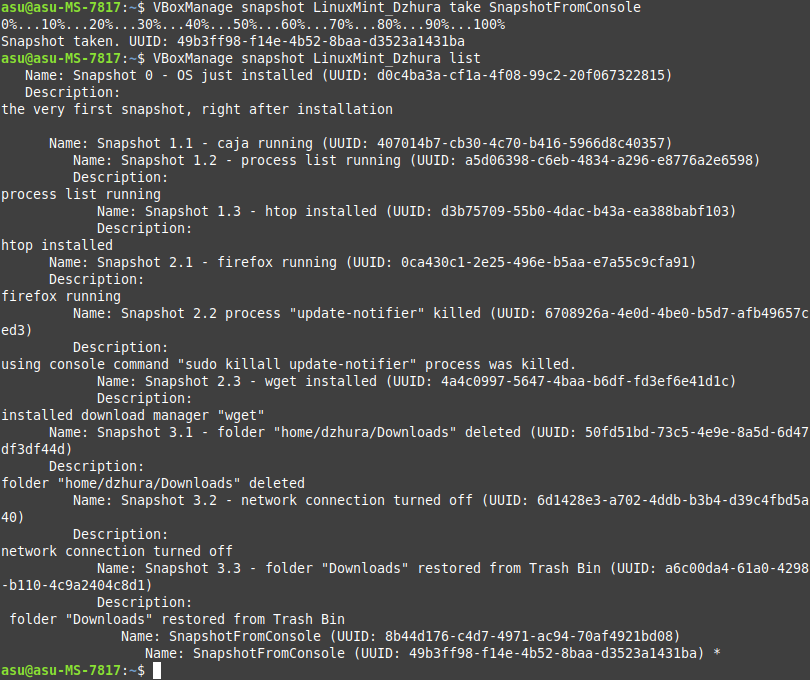 asu@asu-MS-7817:~$ VBoxManage snapshot LinuxMint_Dzhura take SnapshotFromConsole
0%...10%...20%...30%...40%...50%...60%...70%...80%...90%...100%
Snapshot taken. UUID: 49b3ff98-f14e-4b52-8baa-d3523a1431ba
asu@asu-MS-7817:~$ VBoxManage snapshot LinuxMint_Dzhura list
   Name: Snapshot 0 - OS just installed (UUID: d0c4ba3a-cf1a-4f08-99c2-20f067322815)
   Description:
the very first snapshot, right after installation

      Name: Snapshot 1.1 - caja running (UUID: 407014b7-cb30-4c70-b416-5966d8c40357)
         Name: Snapshot 1.2 - process list running (UUID: a5d06398-c6eb-4834-a296-e8776a2e6598)
         Description:
process list running
            Name: Snapshot 1.3 - htop installed (UUID: d3b75709-55b0-4dac-b43a-ea388babf103)
            Description:
htop installed
      Name: Snapshot 2.1 - firefox running (UUID: 0ca430c1-2e25-496e-b5aa-e7a55c9cfa91)
      Description:
firefox running
         Name: Snapshot 2.2 process "update-notifier" killed (UUID: 6708926a-4e0d-4be0-b5d7-afb49657c
ed3)
         Description:
using console command "sudo killall update-notifier" process was killed.
            Name: Snapshot 2.3 - wget installed (UUID: 4a4c0997-5647-4baa-b6df-fd3ef6e41d1c)
            Description:
installed download manager "wget"
      Name: Snapshot 3.1 - folder "home/dzhura/Downloads" deleted (UUID: 50fd51bd-73c5-4e9e-8a5d-6d47
df3df44d)
      Description:
folder "home/dzhura/Downloads" deleted
         Name: Snapshot 3.2 - network connection turned off (UUID: 6d1428e3-a702-4ddb-b3b4-d39c4fbd5a
40)
         Description:
network connection turned off
            Name: Snapshot 3.3 - folder "Downloads" restored from Trash Bin (UUID: a6c00da4-61a0-4298
-b110-4c9a2404c8d1)
            Description:
 folder "Downloads" restored from Trash Bin
               Name: SnapshotFromConsole (UUID: 8b44d176-c4d7-4971-ac94-70af4921bd08)
                  Name: SnapshotFromConsole (UUID: 49b3ff98-f14e-4b52-8baa-d3523a1431ba) *
asu@asu-MS-7817:~$